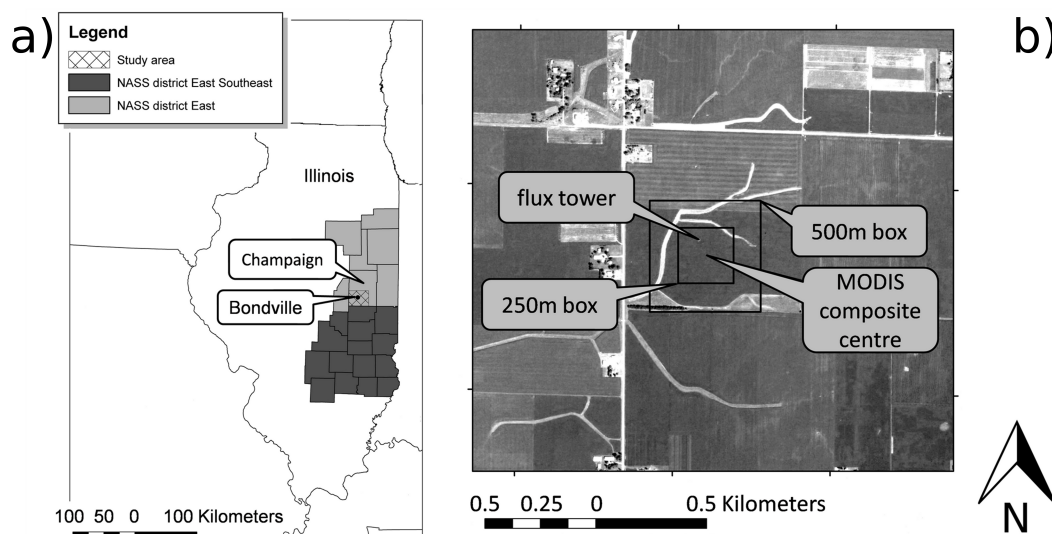 a)
Legend
Study area
NASS district East Southeast
NASS district East
Illinois
Champaign
Bondville
100 50 0 100 Kilometers
b)
flux tower
500m box
250m box
MODIS
composite
centre
0.5 0.25 0 0.5 Kilometers
N